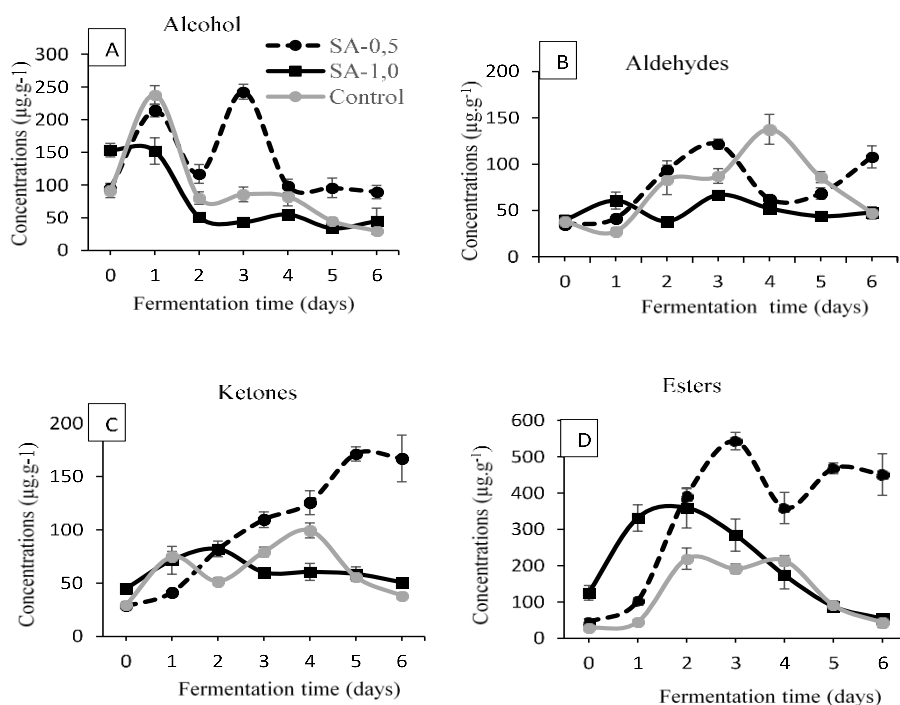 Alcohol
A
SA-0,5
SA-1,0
Control
300
250
200
150
100
50
0
Concentrations (µg.g-1)
0 1 2 3 4 5 6
Fermentation time (days)
Aldehydes
B
200
150
100
50
0
Concentrations (µg.g⁻¹)
0 1 2 3 4 5 6
Fermentation time (days)
Ketones
C
200
150
100
50
0
Concentrations (µg.g-1)
0 1 2 3 4 5 6
Fermentation time (days)
Esters
D
600
500
400
300
200
100
0
Concentrations (µg.g⁻¹)
0 1 2 3 4 5 6
Fermentation time (days)